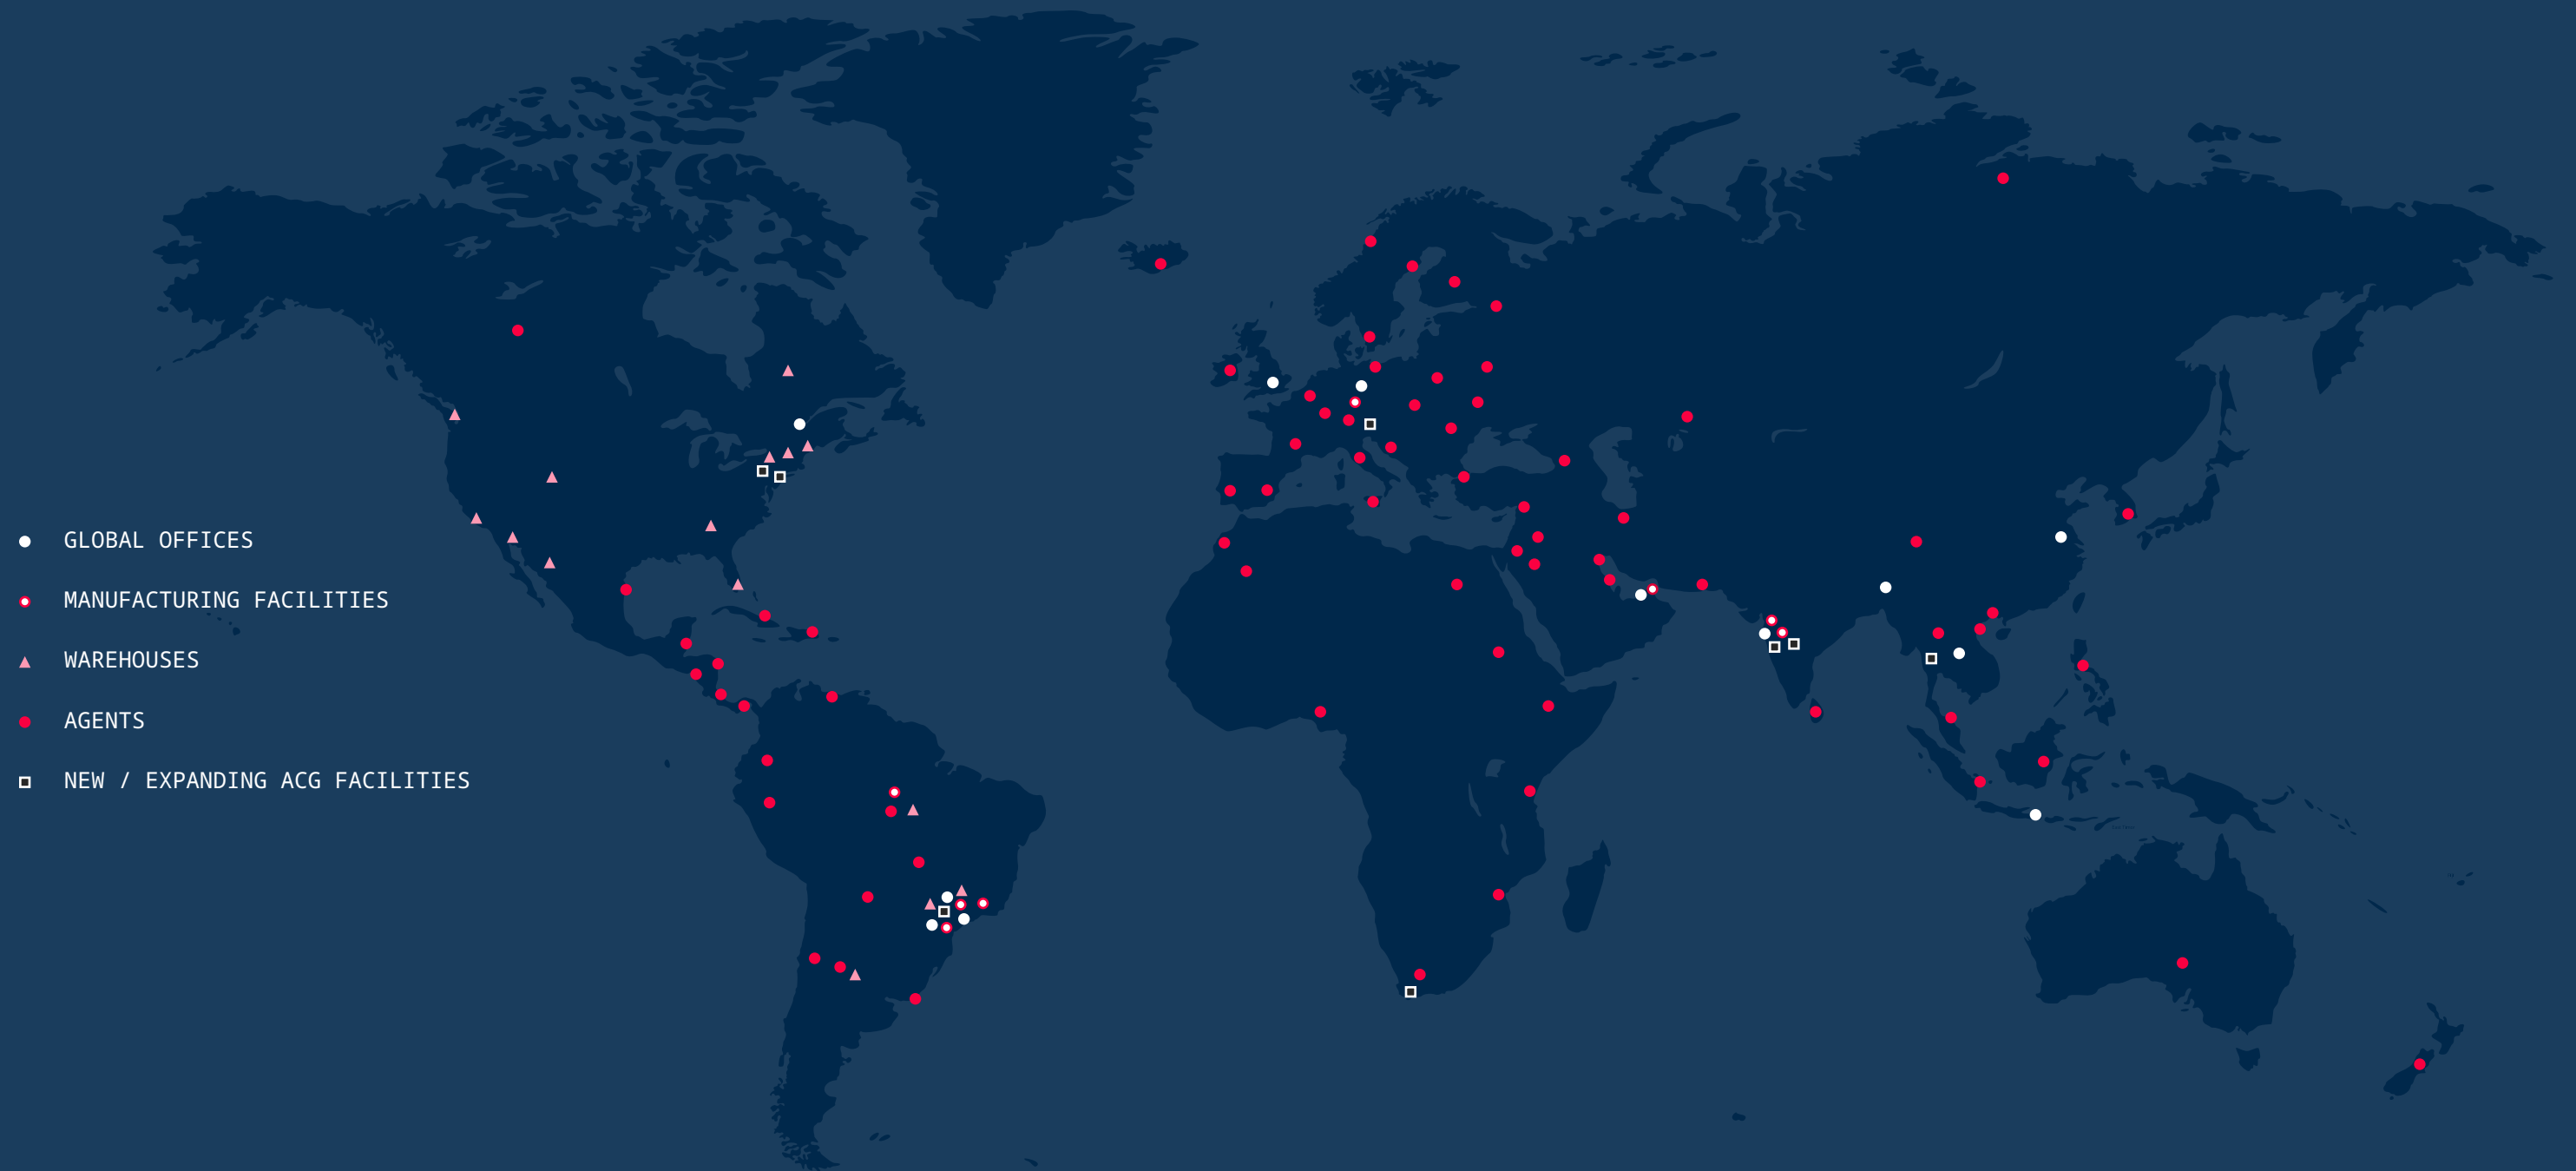 GLOBAL OFFICES
MANUFACTURING FACILITIES
WAREHOUSES
AGENTS
NEW / EXPANDING ACG FACILITIES